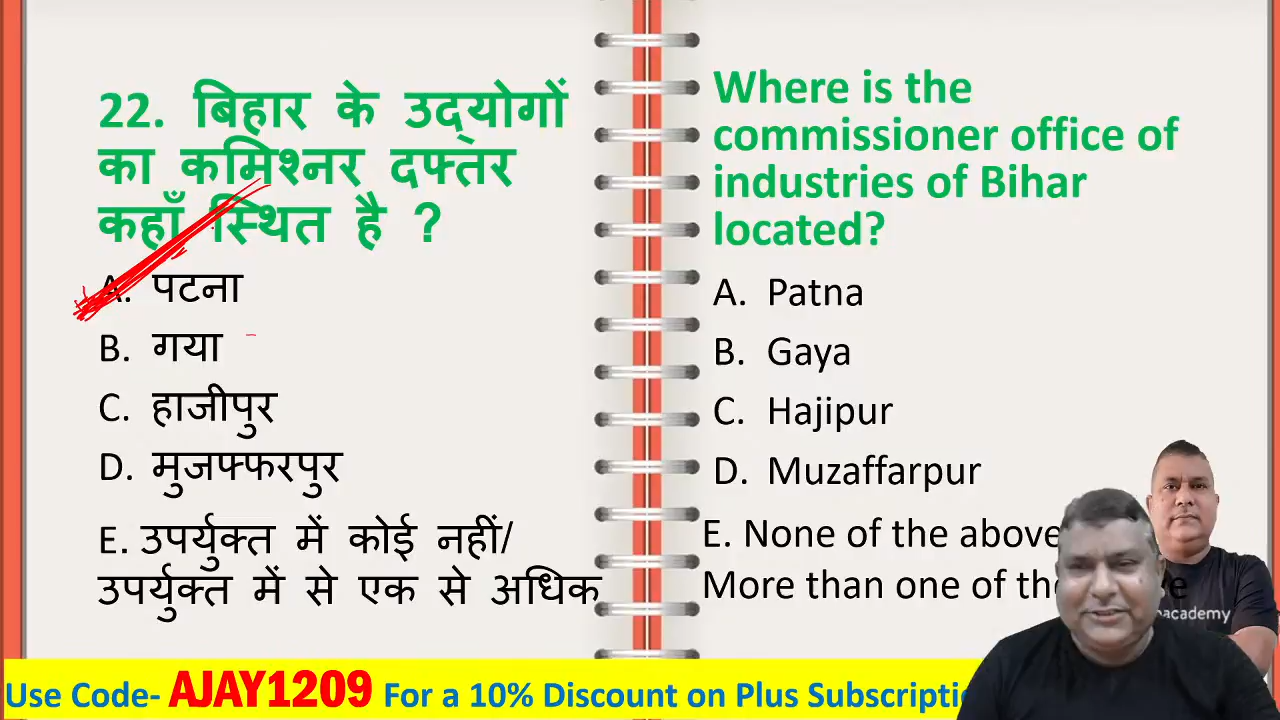 22. बिहार के उद्योगों
का कमिश्नर दफ्तर
कहाँ स्थित है ?
A. पटना
B. गया
C. हाजीपुर
D. मुजफ्फरपुर
E. उपर्युक्त में कोई नहीं/
उपर्युक्त में से एक से अधिक
Where is the
commissioner office of
industries of Bihar
located?
A. Patna
B. Gaya
C. Hajipur
D. Muzaffarpur
E. None of the above
More than one of
Use Code- AJAY1209 For a 10% Discount on Plus